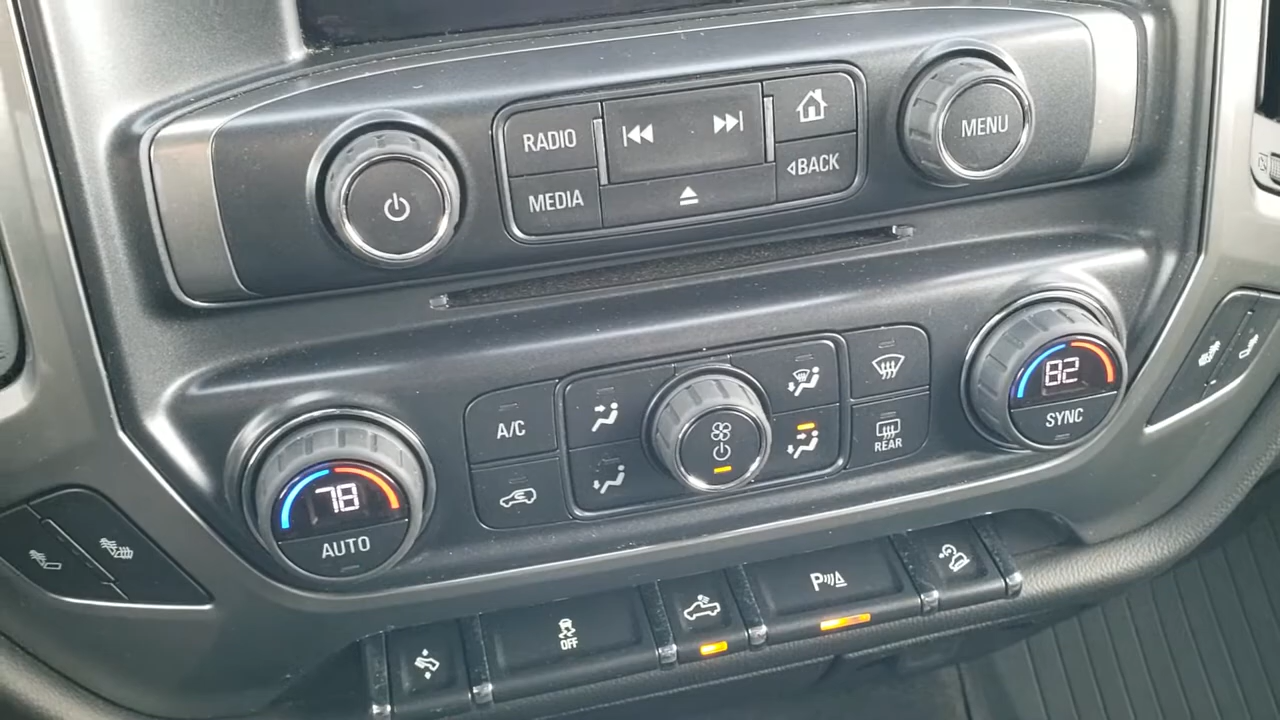 RADIO
MEDIA
◁BACK
MENU
A/C
REAR
82
SYNC
78
AUTO
OFF
P